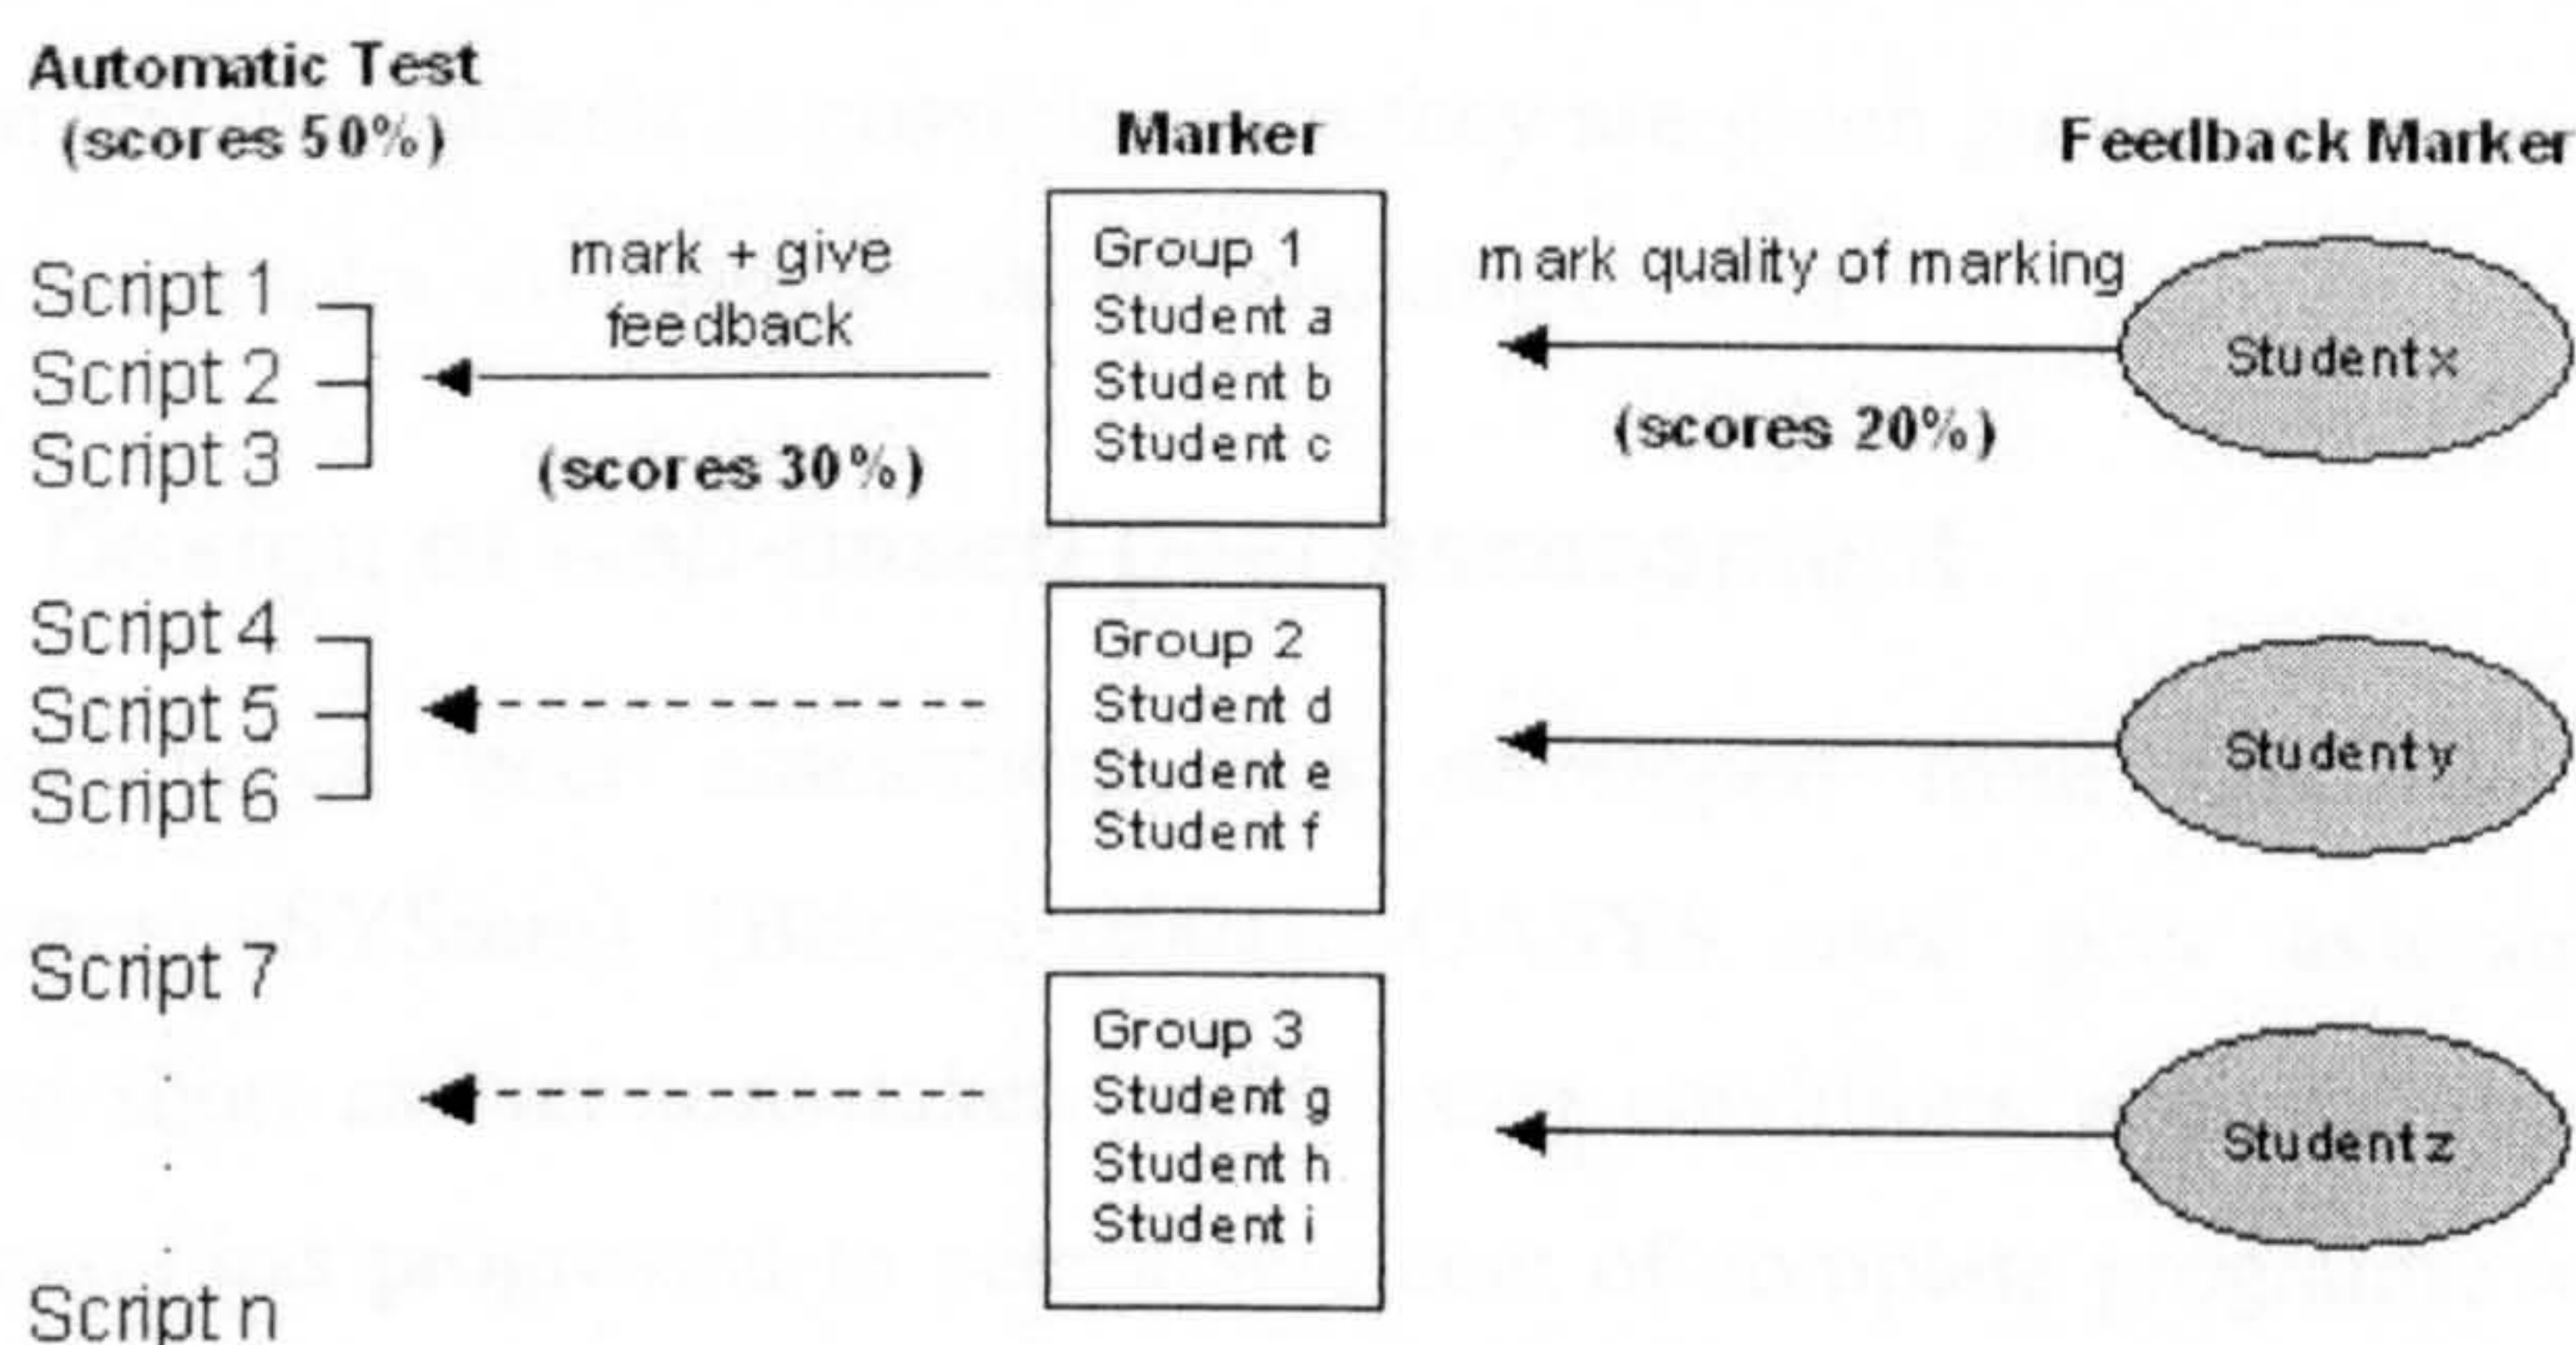 Automatic Test
(scores 50%)
Script 1
Script 2
Script 3
Script 4
Script 5
Script 6
Script 7
Script n
mark + give
feedback
(scores 30%)
Marker
Group 1
Student a
Student b
Student c
Group 2
Student d
Student e
Student f
Group 3
Student g
Student h
Student i
mark quality of marking
(scores 20%)
Feedback Marker
Student x
Student y
Student z